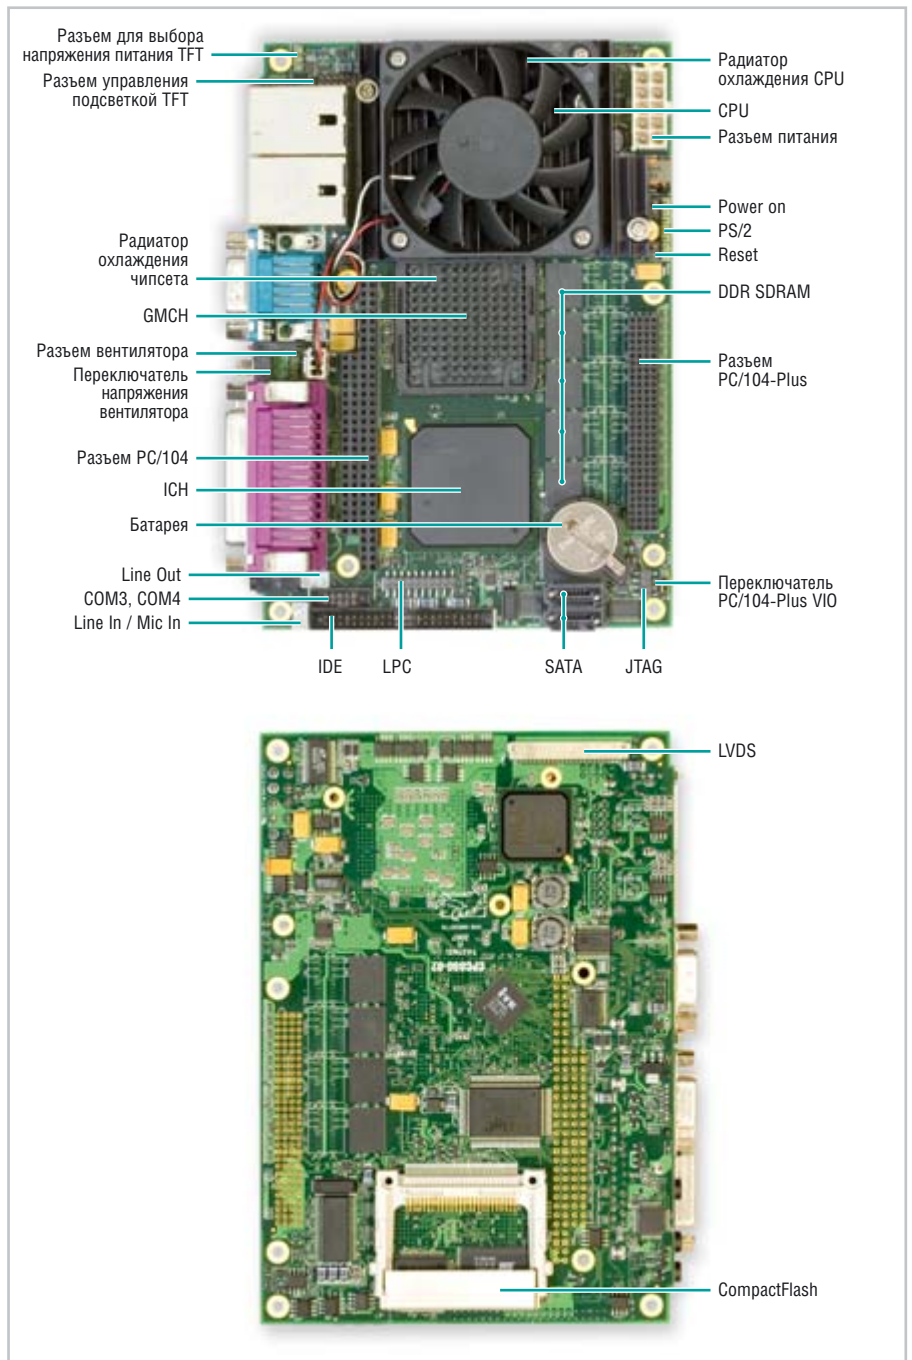 Разъем для выбора
напряжения питания TFT
Разъем управления
подсветкой TFT
Радиатор
охлаждения
чипсета
GMCH
Разъем вентилятора
Переключатель
напряжения
вентилятора
Разъем PC/104
ICH
Батарея
Line Out
COM3, COM4
Line In / Mic In
IDE
LPC
SATA
JTAG
Радиатор
охлаждения CPU
CPU
Разъем питания
Power on
PS/2
Reset
DDR SDRAM
Разъем
PC/104-Plus
Переключатель
PC/104-Plus VIO
LVDS
CompactFlash